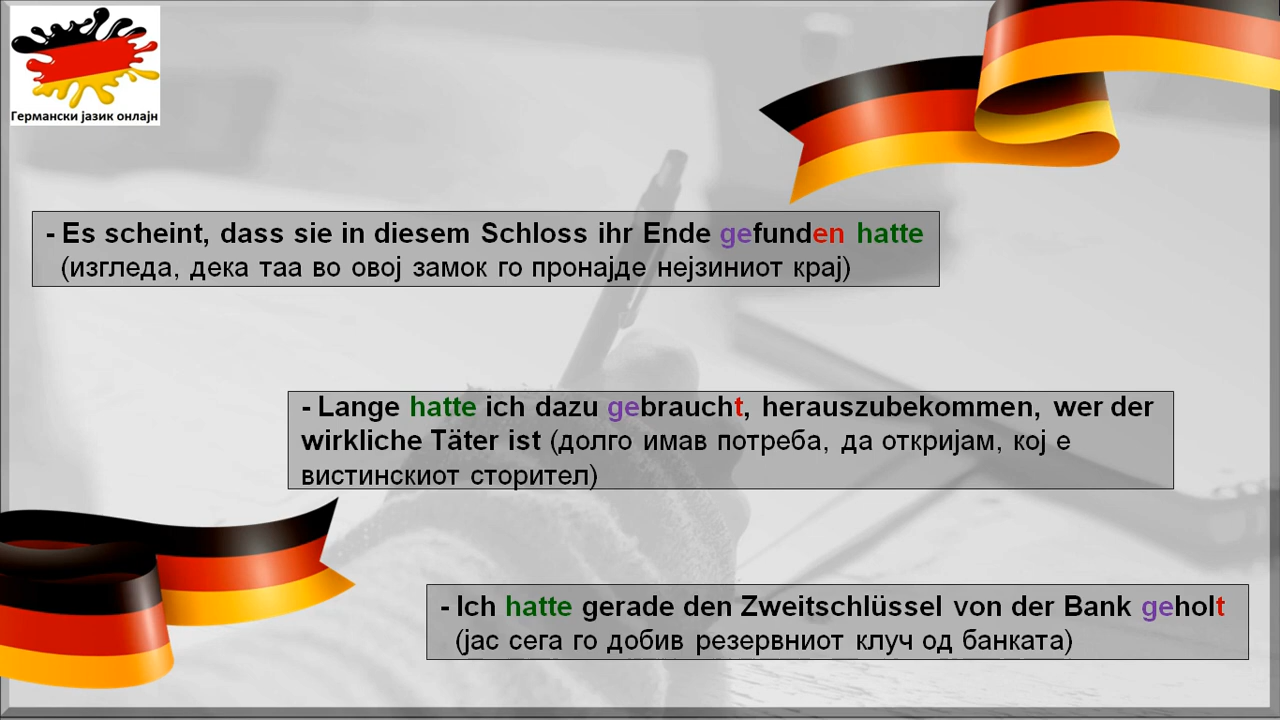 Германски јазик онлајн
- Es scheint, dass sie in diesem Schloss ihr Ende gefunden hatte
(изгледа, дека таа во овој замок го пронајде нејзиниот крај)
- Lange hatte ich dazu gebraucht, herauszubekommen, wer der
wirkliche Täter ist (долго имав потреба, да откријам, кој е
вистинскиот сторител)
- Ich hatte gerade den Zweitschlüssel von der Bank geholt
(јас сега го добив резервниот клуч од банката)